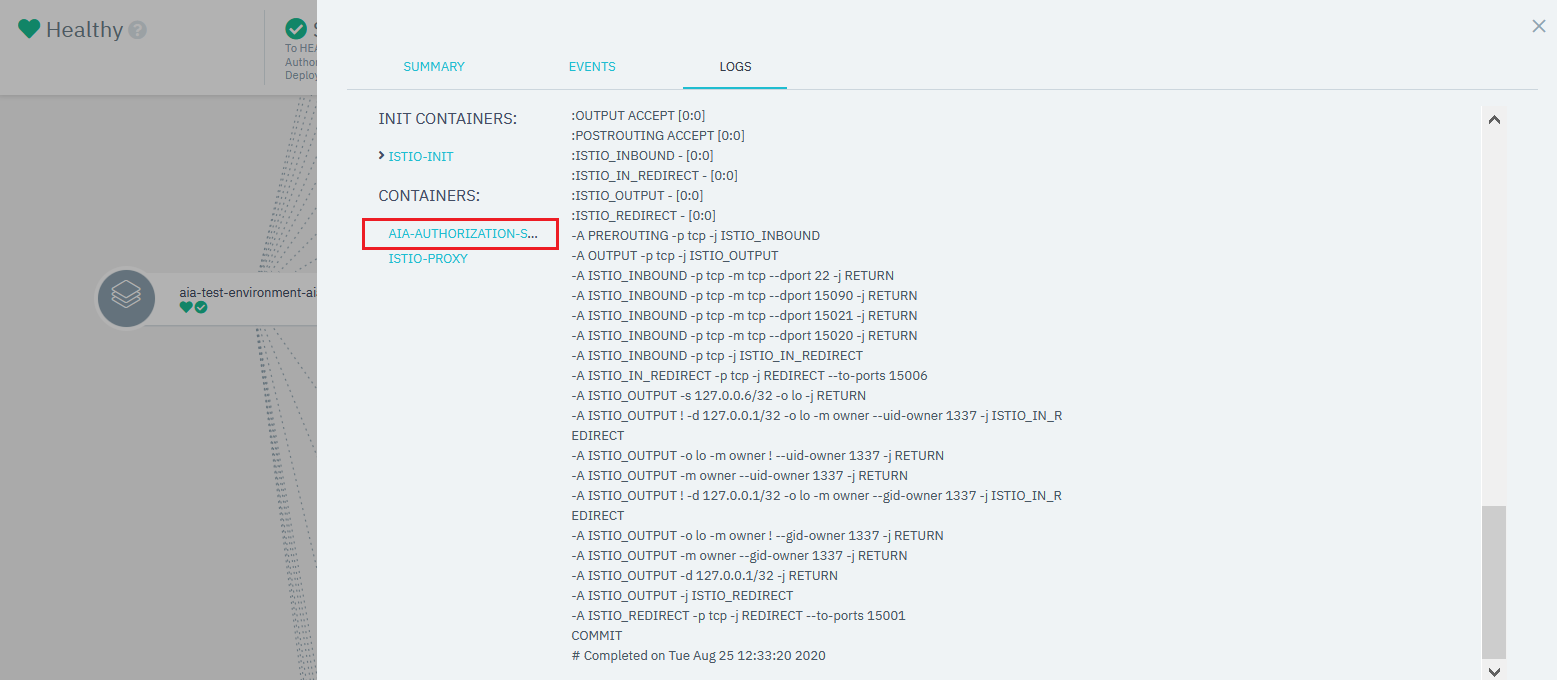 Healthy ?
To HEA
Autho
Deploy
aia-test-environment-ai
SUMMARY
EVENTS
LOGS
INIT CONTAINERS:
ISTIO-INIT
CONTAINERS:
AIA-AUTHORIZATION-S...
ISTIO-PROXY
:OUTPUT ACCEPT [0:0]
:POSTROUTING ACCEPT [0:0]
:ISTIO_INBOUND - [0:0]
:ISTIO_IN_REDIRECT - [0:0]
:ISTIO_OUTPUT - [0:0]
:ISTIO_REDIRECT - [0:0]
-A PREROUTING -p tcp -j ISTIO_INBOUND
-A OUTPUT -p tcp -j ISTIO_OUTPUT
-A ISTIO_INBOUND -p tcp -m tcp --dport 22 -j RETURN
-A ISTIO_INBOUND -p tcp -m tcp --dport 15090 -j RETURN
-A ISTIO_INBOUND -p tcp -m tcp --dport 15021 -j RETURN
-A ISTIO_INBOUND -p tcp -m tcp --dport 15020 -j RETURN
-A ISTIO_INBOUND -p tcp -j ISTIO_IN_REDIRECT
-A ISTIO_IN_REDIRECT -p tcp -j REDIRECT --to-ports 15006
-A ISTIO_OUTPUT -s 127.0.0.6/32 -o lo -j RETURN
-A ISTIO_OUTPUT ! -d 127.0.0.1/32 -o lo -m owner --uid-owner 1337 -j ISTIO_IN_R
EDIRECT
-A ISTIO_OUTPUT -o lo -m owner ! --uid-owner 1337 -j RETURN
-A ISTIO_OUTPUT -m owner --uid-owner 1337 -j RETURN
-A ISTIO_OUTPUT ! -d 127.0.0.1/32 -o lo -m owner --gid-owner 1337 -j ISTIO_IN_R
EDIRECT
-A ISTIO_OUTPUT -o lo -m owner ! --gid-owner 1337 -j RETURN
-A ISTIO_OUTPUT -m owner --gid-owner 1337 -j RETURN
-A ISTIO_OUTPUT -d 127.0.0.1/32 -j RETURN
-A ISTIO_OUTPUT -j ISTIO_REDIRECT
-A ISTIO_REDIRECT -p tcp -j REDIRECT --to-ports 15001
COMMIT
# Completed on Tue Aug 25 12:33:20 2020